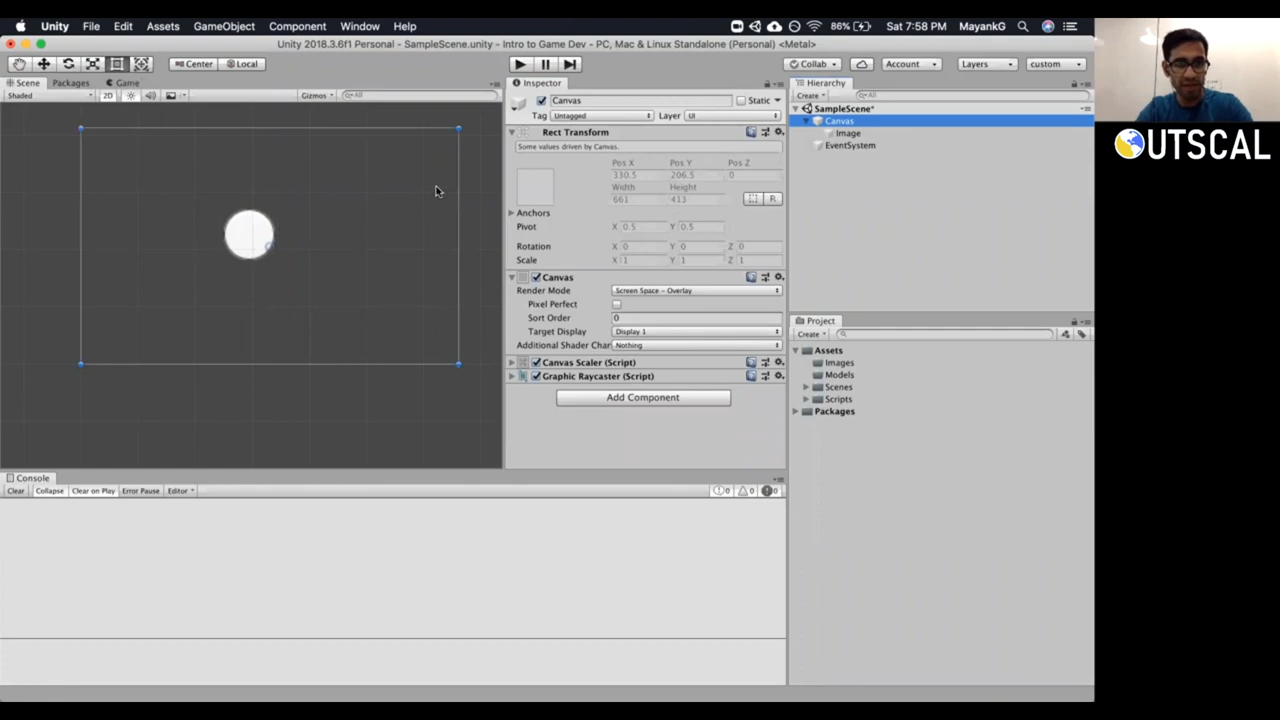 Unity File Edit Assets GameObject Component Window Help 86% Sat 7:58 PM MayankG
Unity 2018.3.6f1 Personal - SampleScene.unity - Intro to Game Dev - PC, Mac & Linux Standalone (Personal) <Metal>
Center Local Collab Account Layers custom
Scene Packages Game
Shaded 2D Gizmos All
Inspector
Canvas Static
Tag Untagged Layer UI
Rect Transform
Some values driven by Canvas.
Pos X Pos Y Pos Z
330.5 206.5 0
Width Height
661 413 R
Anchors
Pivot X 0.5 Y 0.5
Rotation X 0 Y 0 Z 0
Scale X 1 Y 1 Z 1
Canvas
Render Mode Screen Space - Overlay
Pixel Perfect
Sort Order 0
Target Display Display 1
Additional Shader Char Nothing
Canvas Scaler (Script)
Graphic Raycaster (Script)
Add Component
Hierarchy
Create All
SampleScene*
Canvas
Image
EventSystem
Project
Create
Assets
Images
Models
Scenes
Scripts
Packages
Console
Clear Collapse Clear on Play Error Pause Editor 0 0 0
OUTSCAL